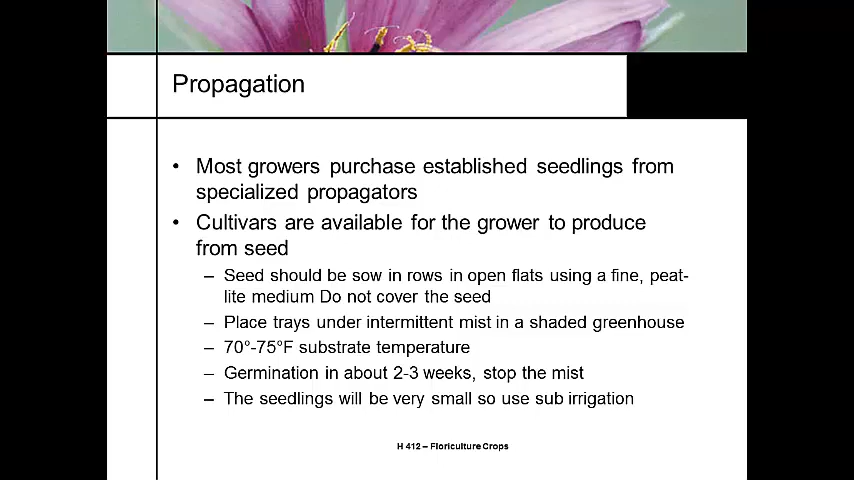 Propagation
• Most growers purchase established seedlings from
specialized propagators
• Cultivars are available for the grower to produce
from seed
– Seed should be sow in rows in open flats using a fine, peat-
lite medium Do not cover the seed
– Place trays under intermittent mist in a shaded greenhouse
– 70°-75°F substrate temperature
– Germination in about 2-3 weeks, stop the mist
– The seedlings will be very small so use sub irrigation
H 412 – Floriculture Crops